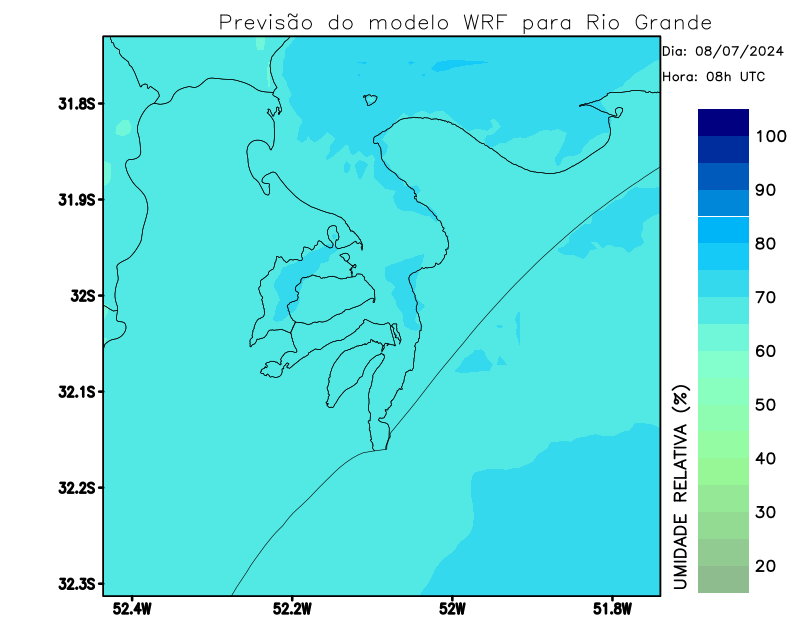 Previsão do modelo WRF para Rio Grande
Dia: 08/07/2024
Hora: 08h UTC
31.8S
31.9S
32S
32.1S
32.2S
32.3S
52.4W
52.2W
52W
51.8W
100
90
80
70
60
50
40
30
20
UMIDADE RELATIVA (%)